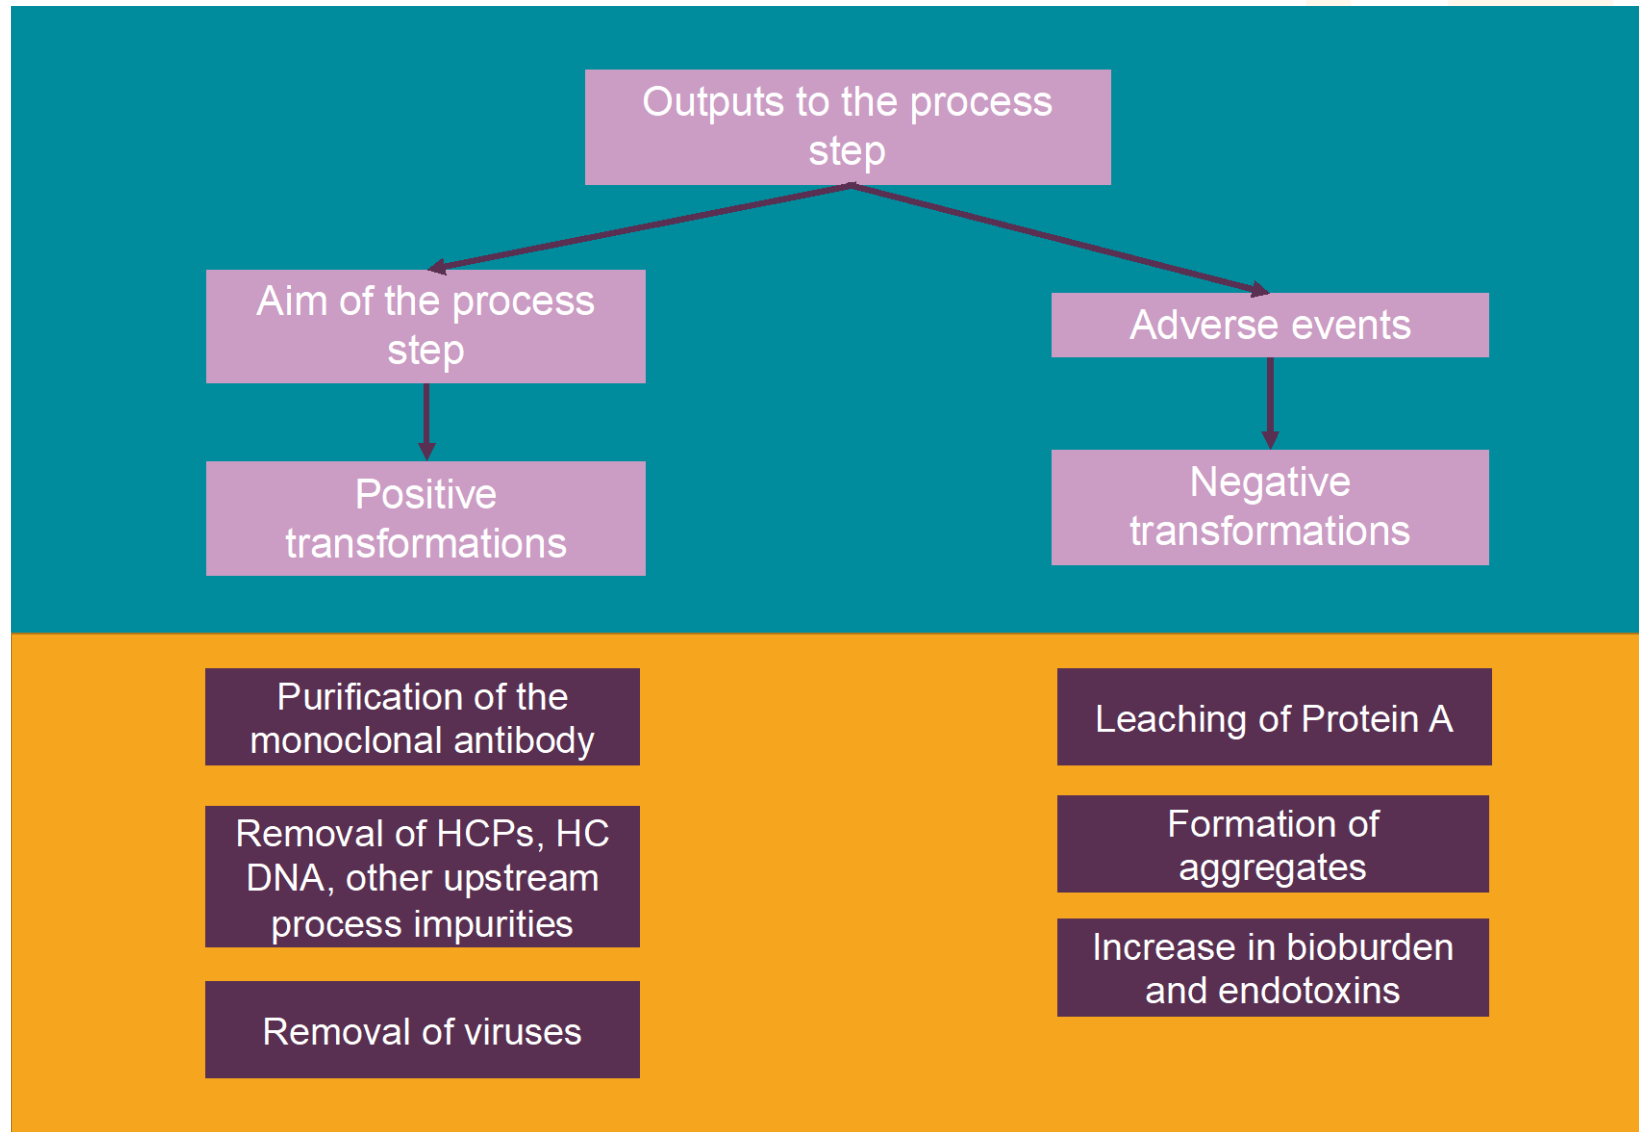 Outputs to the process
step
Aim of the process
step
Adverse events
Positive
transformations
Negative
transformations
Purification of the
monoclonal antibody
Removal of HCPs, HC
DNA, other upstream
process impurities
Removal of viruses
Leaching of Protein A
Formation of
aggregates
Increase in bioburden
and endotoxins